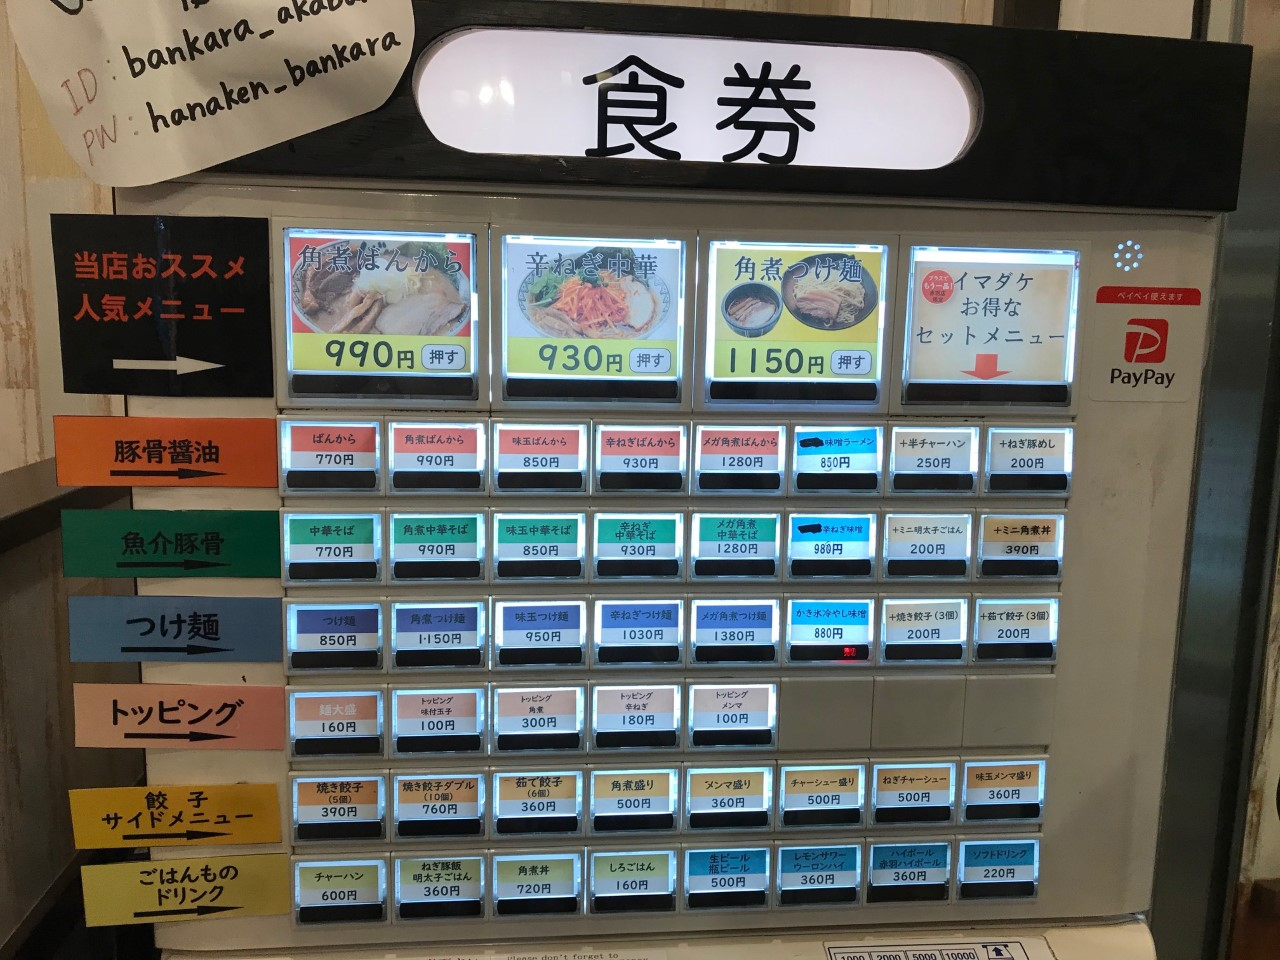 ID: bankara_akaba
PW: hanaken_bankara
食券
当店おススメ
人気メニュー
角煮ばんから
990円 押す
辛ねぎ中華
930円 押す
角煮つけ麺
1150円 押す
プラスで
もう一品!
イマダケ
お得な
セットメニュー
ペイペイ使えます
PayPay
豚骨醤油
ばんから
770円
角煮ばんから
990円
味玉ばんから
850円
辛ねぎばんから
930円
メガ角煮ばんから
1280円
味噌ラーメン
850円
+半チャーハン
250円
+ねぎ豚めし
200円
魚介豚骨
中華そば
770円
角煮中華そば
990円
味玉中華そば
850円
辛ねぎ
中華そば
930円
メガ角煮
中華そば
1280円
辛ねぎ味噌
980円
+ミニ明太子ごはん
200円
+ミニ角煮丼
390円
つけ麺
つけ麺
850円
角煮つけ麺
1150円
味玉つけ麺
950円
辛ねぎつけ麺
1030円
メガ角煮つけ麺
1380円
かき氷冷やし味噌
880円
+焼き餃子(3個)
200円
+茹で餃子(3個)
200円
トッピング
麺大盛
160円
トッピング
味付玉子
100円
トッピング
角煮
300円
トッピング
辛ねぎ
180円
トッピング
メンマ
100円
餃子
サイドメニュー
焼き餃子
(5個)
390円
焼き餃子ダブル
(10個)
760円
茹で餃子
(6個)
360円
角煮盛り
500円
メンマ盛り
360円
チャーシュー盛り
500円
ねぎチャーシュー
500円
味玉メンマ盛り
360円
ごはんもの
ドリンク
チャーハン
600円
ねぎ豚飯
明太子ごはん
360円
角煮丼
720円
しろごはん
160円
生ビール
瓶ビール
500円
レモンサワー
ウーロンハイ
360円
ハイボール
赤羽ハイボール
360円
ソフトドリンク
220円
Please don't forget to
1000 2000 5000 10000